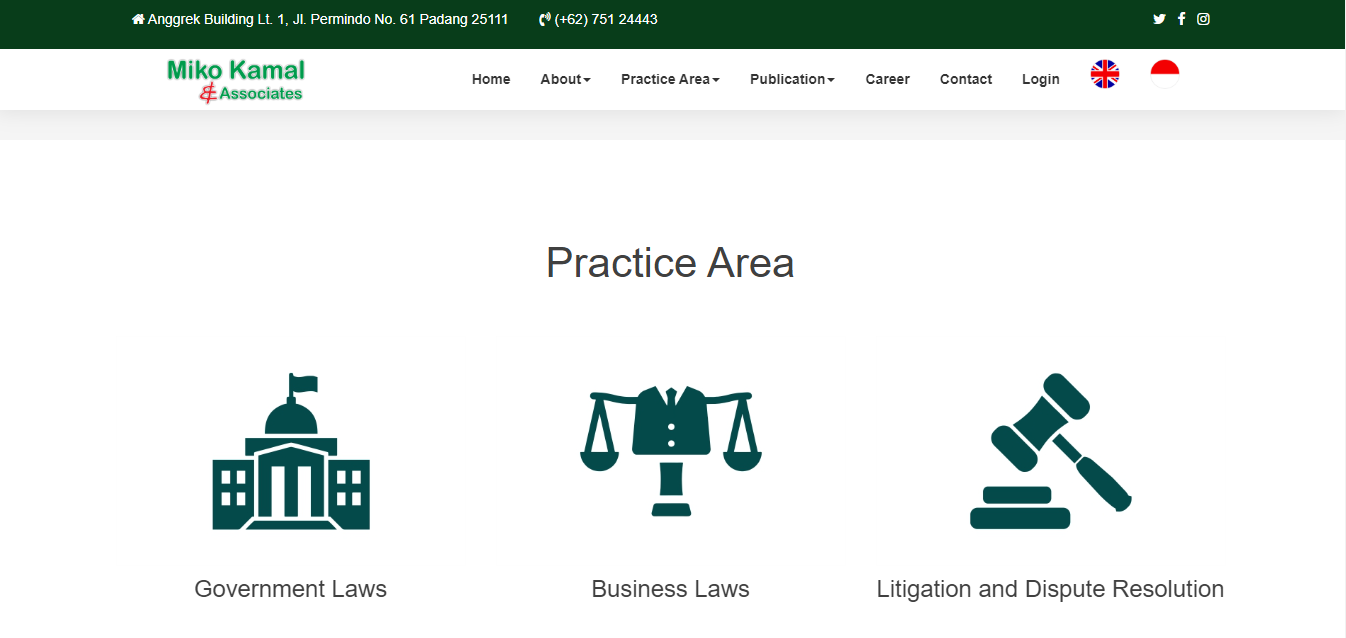 Anggrek Building Lt. 1, Jl. Permindo No. 61 Padang 25111 (+62) 751 24443
Miko Kamal
& Associates
Home About Practice Area Publication Career Contact Login
Practice Area
Government Laws Business Laws Litigation and Dispute Resolution